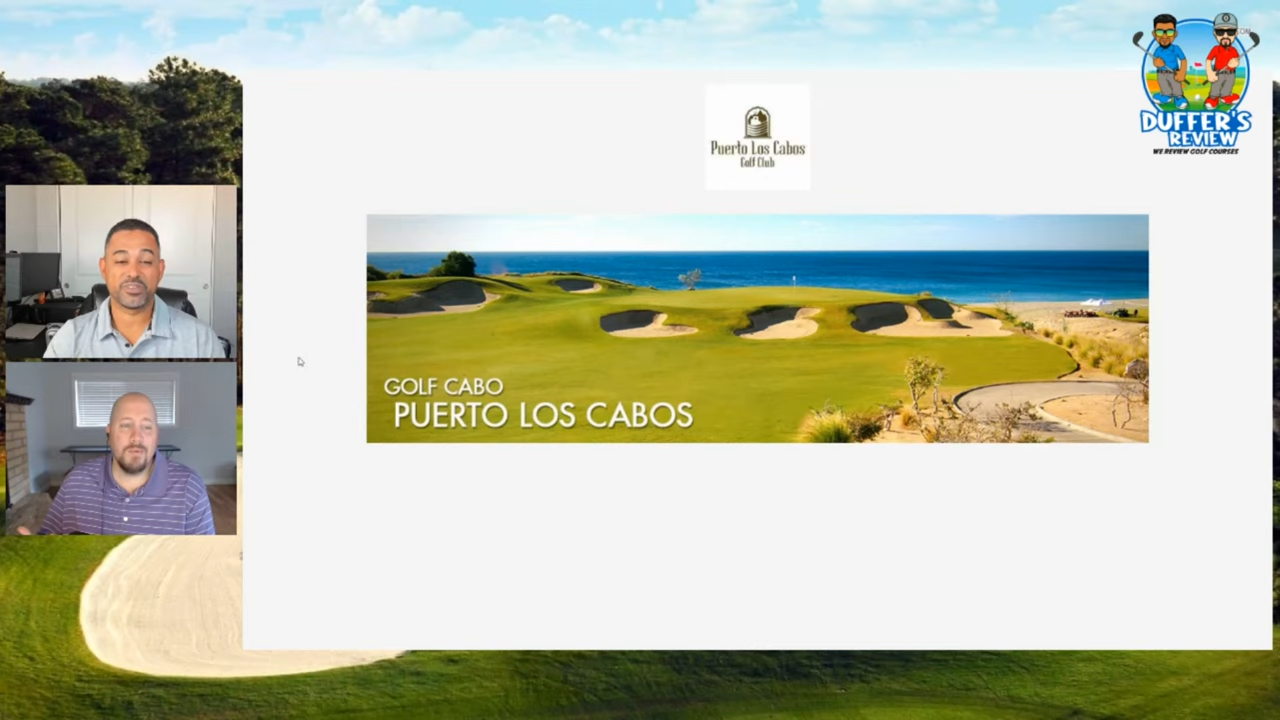 Puerto Los Cabos
Golf Club
DUFFER'S
REVIEW
WE REVIEW GOLF COURSES
GOLF CABO
PUERTO LOS CABOS